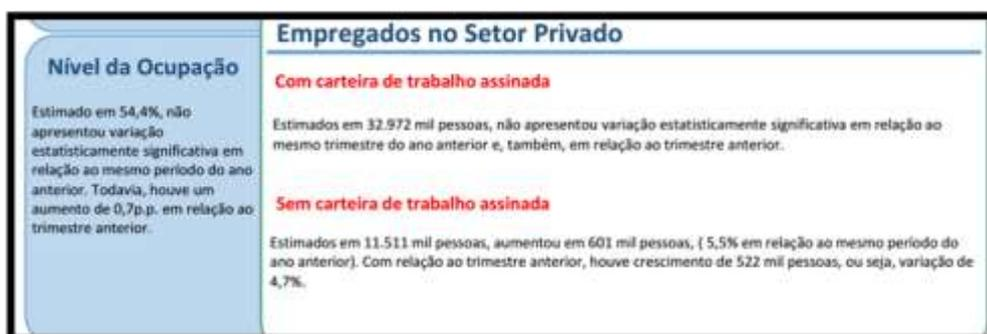 Nível da Ocupação
Estimado em 54,4%, não
apresentou variação
estatisticamente significativa em
relação ao mesmo período do ano
anterior. Todavia, houve um
aumento de 0,7p.p. em relação ao
trimestre anterior.
Empregados no Setor Privado
Com carteira de trabalho assinada
Estimados em 32.972 mil pessoas, não apresentou variação estatisticamente significativa em relação ao
mesmo trimestre do ano anterior e, também, em relação ao trimestre anterior.
Sem carteira de trabalho assinada
Estimados em 11.511 mil pessoas, aumentou em 601 mil pessoas, ( 5,5% em relação ao mesmo período do
ano anterior). Com relação ao trimestre anterior, houve crescimento de 522 mil pessoas, ou seja, variação de
4,7%.